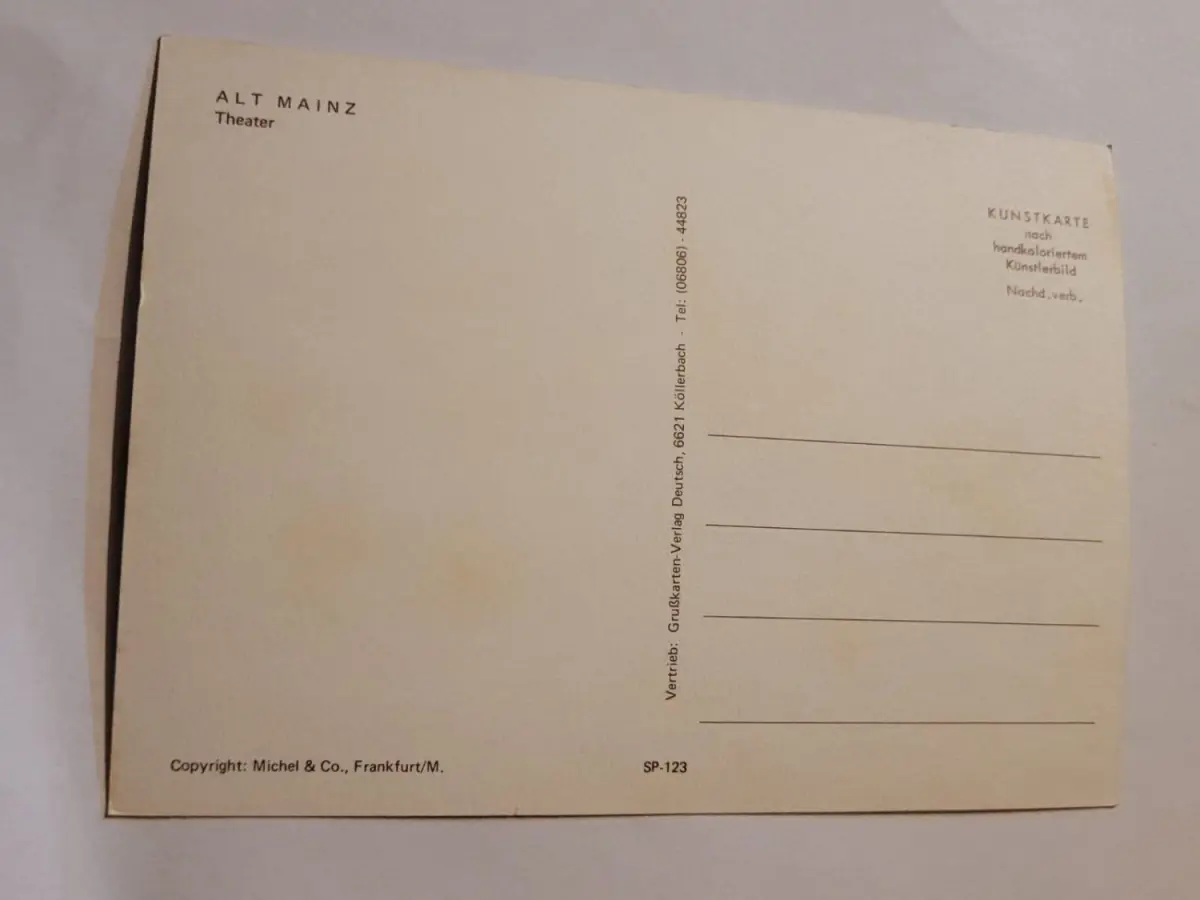 ALT MAINZ
Theater
KUNSTKARTE
nach
handkoloriertem
Künstlerbild
Nachd. verb.
Vertrieb: Grußkarten-Verlag Deutsch, 6621 Köllerbach · Tel: (06806) · 44823
Copyright: Michel & Co., Frankfurt/M.
SP-123